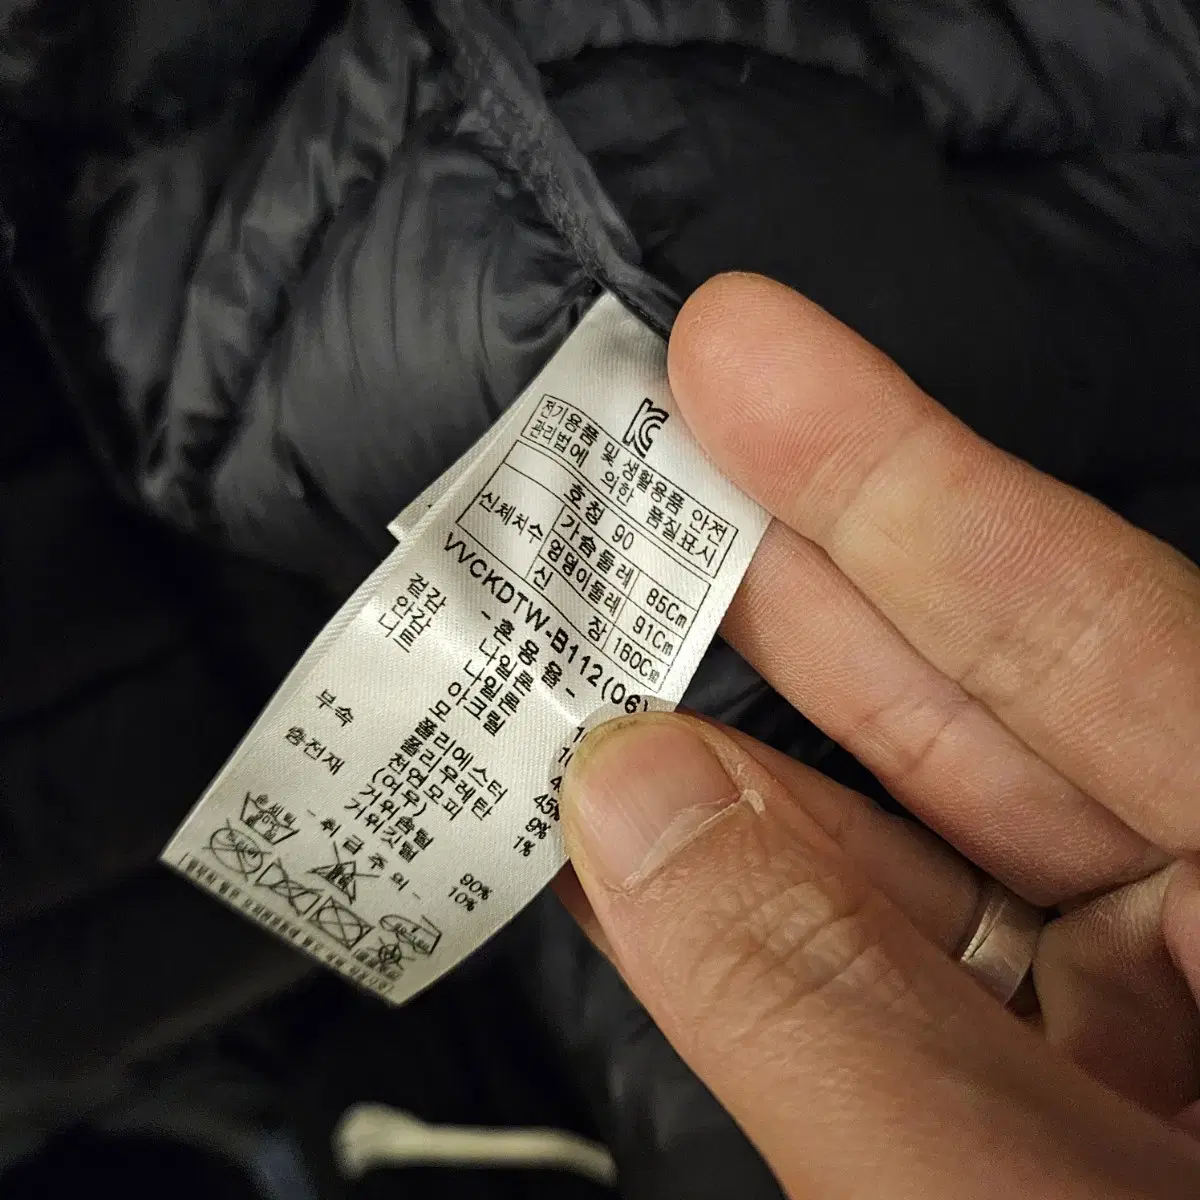 전기용품 및 생활용품 안전
관리법에 의한 품질표시
호칭 90
신체치수 가슴둘레 85Cm
엉덩이둘레 91Cm
신장 160Cm
VVCKDTW-B112(06)
- 혼용율 -
겉감 나일론
안감 나일론
니트 아크릴
모
폴리에스터 45%
폴리우레탄 9%
부속 천연모피 1%
(여우)
충전재 거위솜털 90%
거위깃털 10%
- 취급주의 -